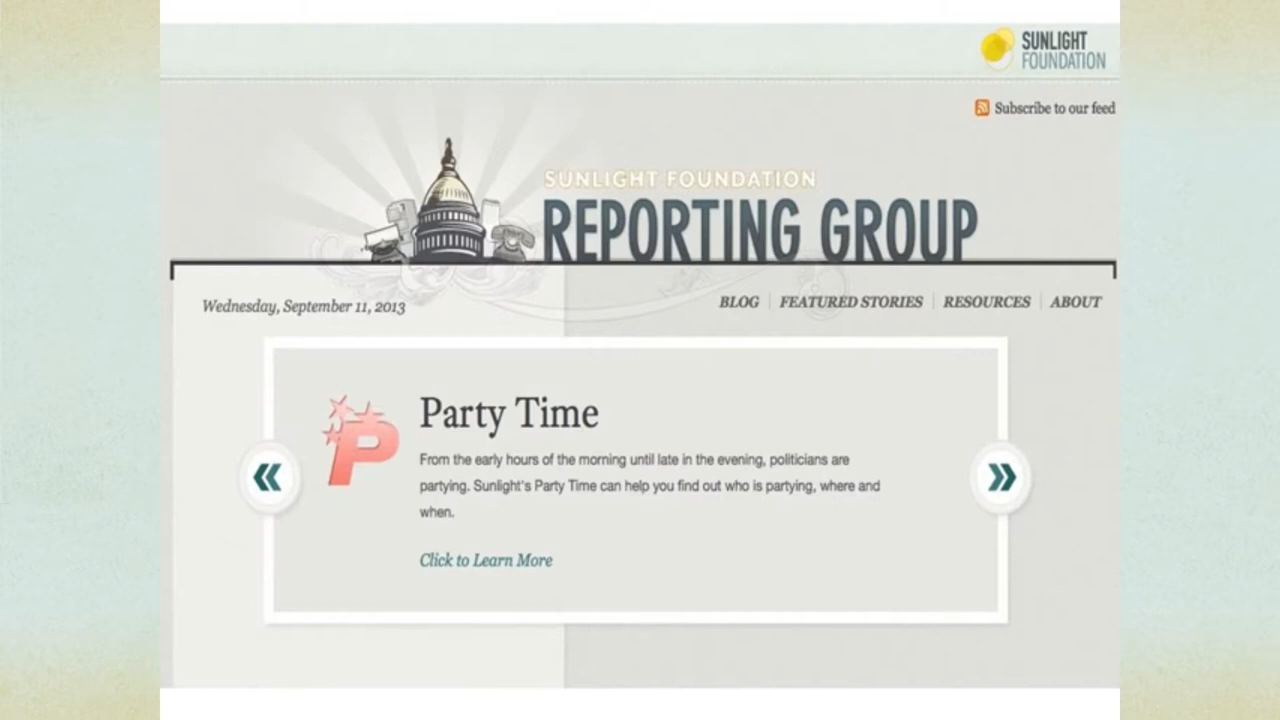 SUNLIGHT
FOUNDATION
Subscribe to our feed
SUNLIGHT FOUNDATION
REPORTING GROUP
Wednesday, September 11, 2013
BLOG FEATURED STORIES RESOURCES ABOUT
Party Time
From the early hours of the morning until late in the evening, politicians are
partying. Sunlight's Party Time can help you find out who is partying, where and
when.
Click to Learn More